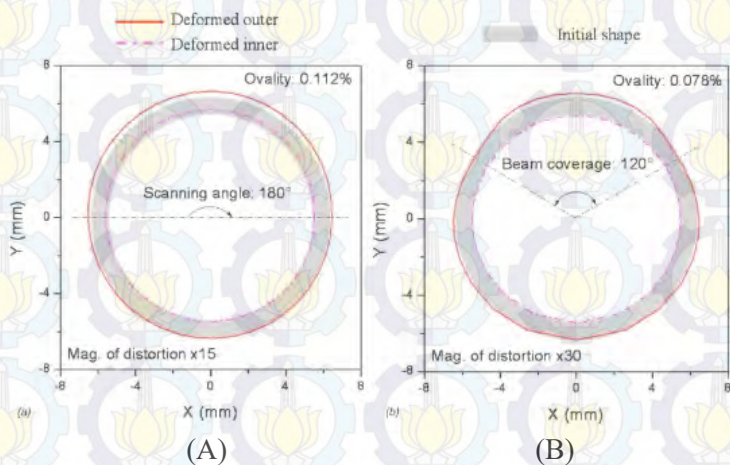 Deformed outer
Deformed inner
Initial shape
8
4
0
-4
-8
Y (mm)
Ovality: 0.112%
Scanning angle: 180°
Mag. of distortion x15
-8 -4 0 4 8
X (mm)
(a)
(A)
8
4
0
-4
-8
Y (mm)
Ovality: 0.078%
Beam coverage: 120°
Mag. of distortion x30
-8 -4 0 4 8
X (mm)
(b)
(B)